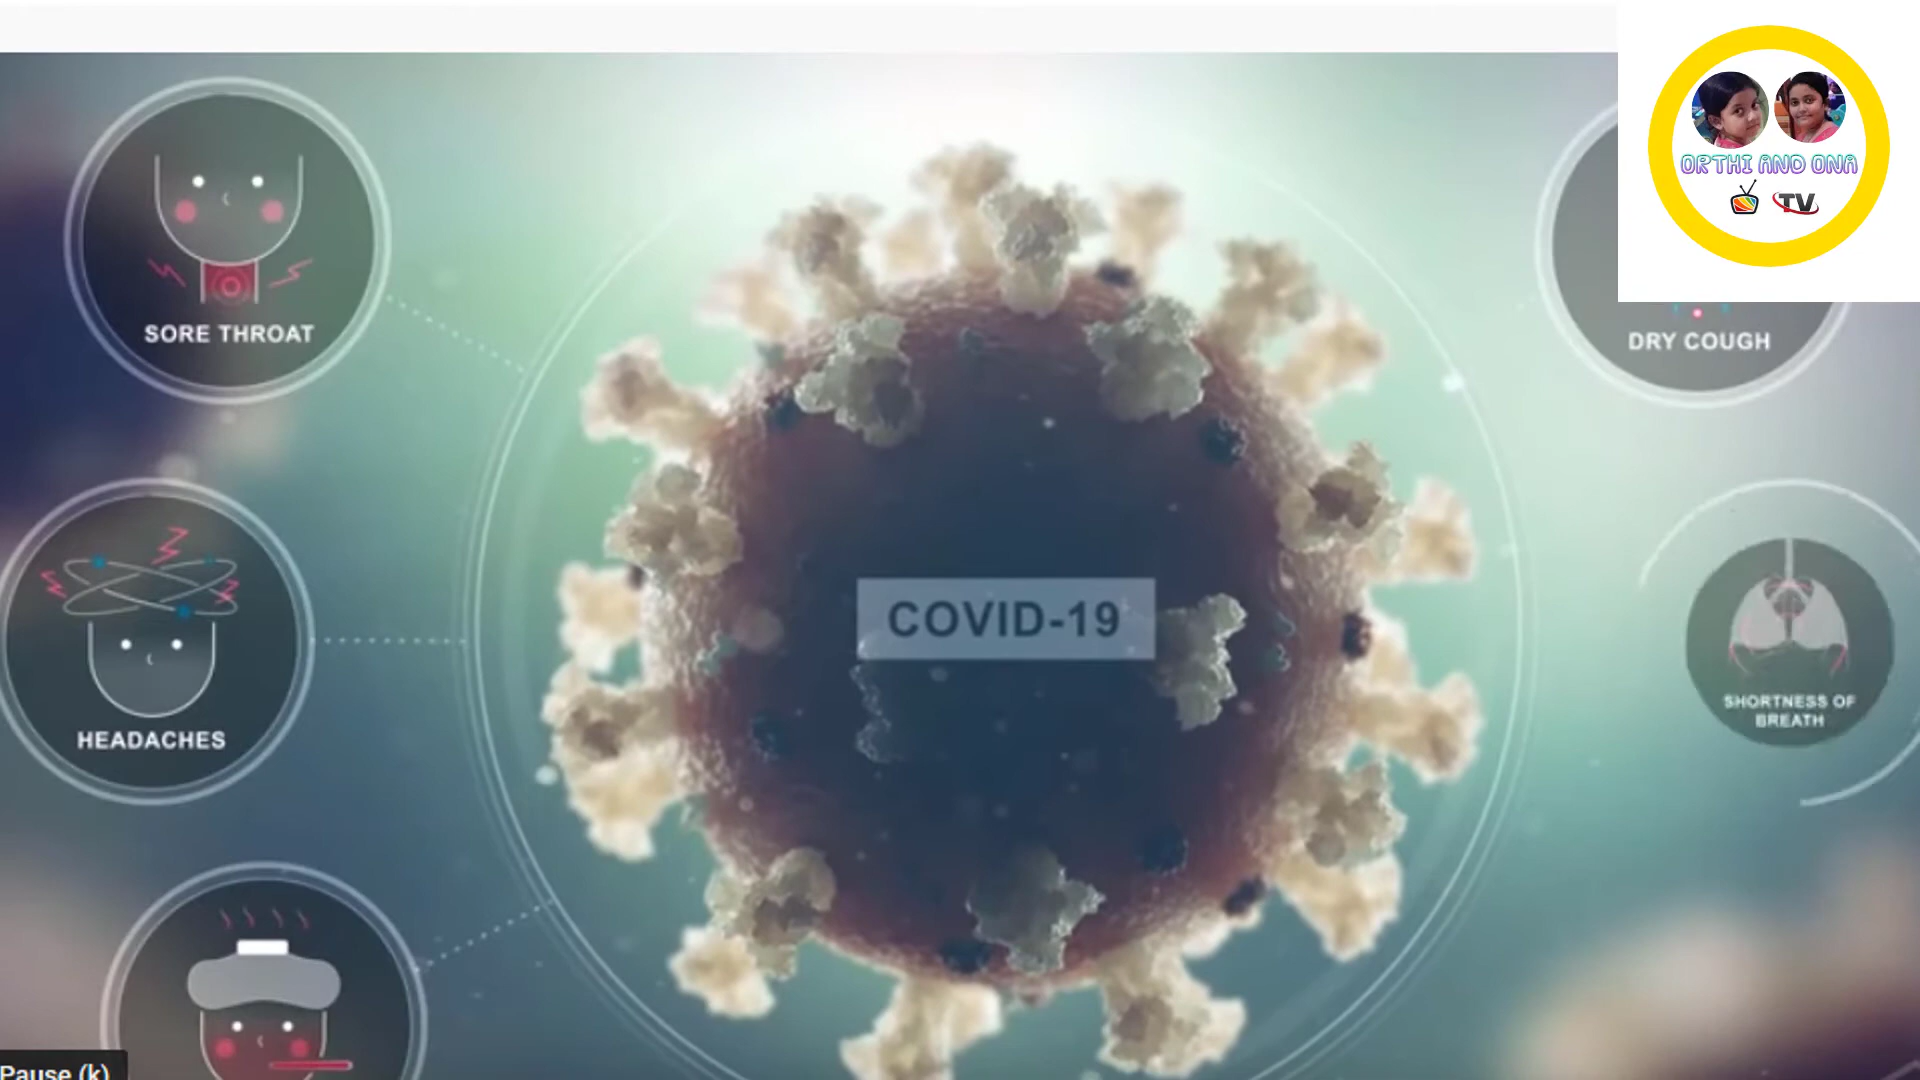 ORTHI AND ONA
TV
SORE THROAT
DRY COUGH
COVID-19
HEADACHES
SHORTNESS OF
BREATH
Pause (k)